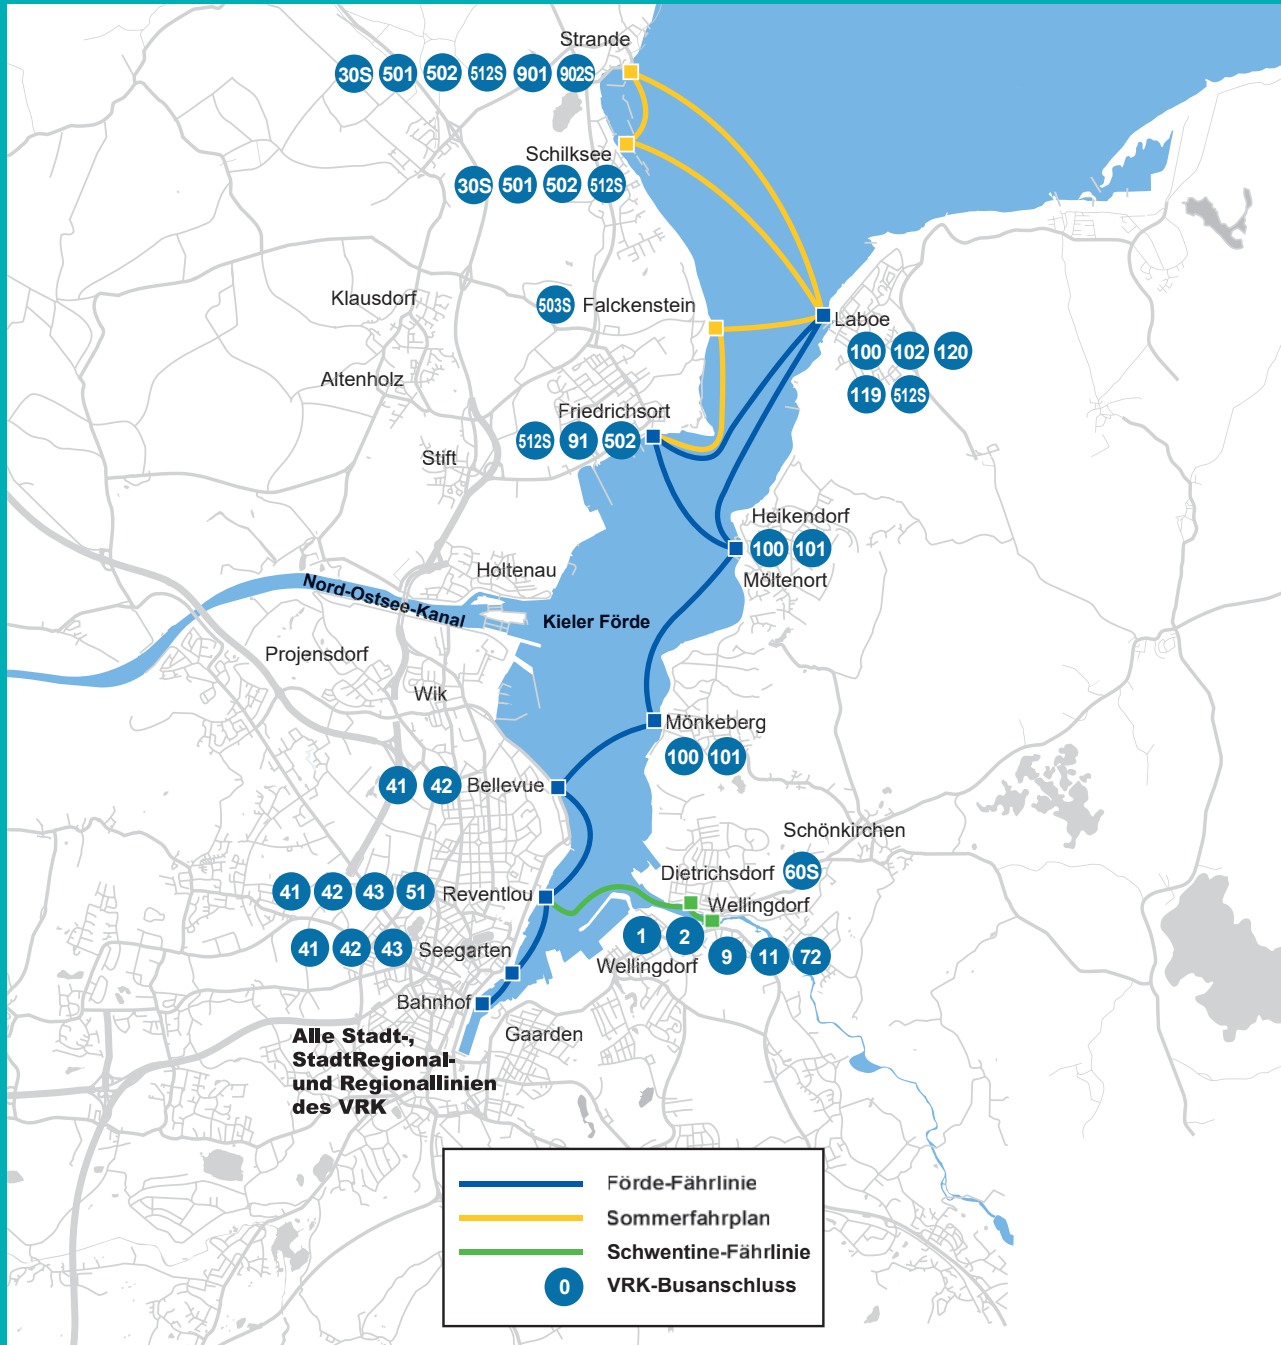 Strande
30S 501 502 512S 901 902S
Schilksee
30S 501 502 512S
Klausdorf
503S Falckenstein
Laboe
100 102 120
119 512S
Altenholz
Friedrichsort
512S 91 502
Stift
Heikendorf
100 101
Möltenort
Holtenau
Nord-Ostsee-Kanal
Kieler Förde
Projensdorf
Wik
Mönkeberg
100 101
41 42 Bellevue
Schönkirchen
Dietrichsdorf 60S
41 42 43 51 Reventlou
Wellingdorf
1 2
41 42 43 Seegarten
9 11 72
Wellingdorf
Bahnhof
Gaarden
Alle Stadt-,
StadtRegional-
und Regionallinien
des VRK
Förde-Fährlinie
Sommerfahrplan
Schwentine-Fährlinie
0 VRK-Busanschluss